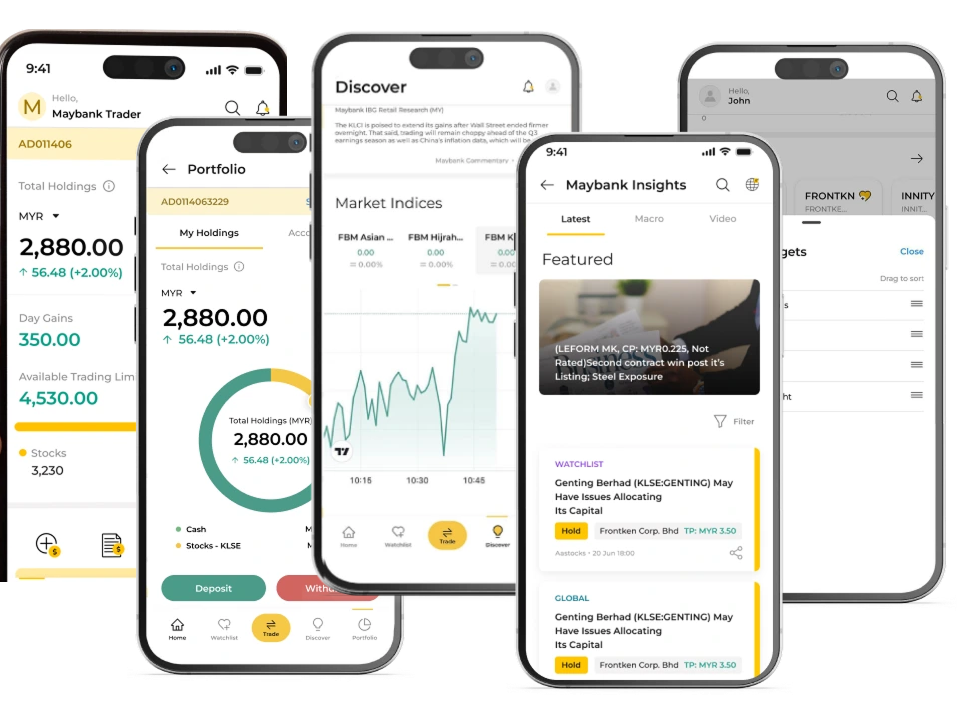 9:41
M
Hello,
Maybank Trader
AD011406
Total Holdings
MYR
2,880.00
↑ 56.48 (+2.00%)
Day Gains
350.00
Available Trading Lim
4,530.00
Stocks
3,230
Portfolio
AD0114063229
My Holdings
Total Holdings
MYR
2,880.00
↑ 56.48 (+2.00%)
Total Holdings (MYR)
2,880.00
↑ 56.48 (+2.00%)
Cash
Stocks - KLSE
Deposit
Home
Watchlist
Trade
Discover
Portfolio
Discover
Maybank IBG Retail Research (MY)
The KLCI is poised to extend its gains after Wall Street ended firmer
overnight. That said, trading will remain choppy ahead of the Q3
earnings season as well as China's inflation data, which will be
Maybank Commentary
Market Indices
FBM Asian ... FBM Hijrah... FBM K
0.00 0.00 0.00
= 0.00% = 0.00% = 0.00
10:15 10:30 10:45
Home
Watchlist
Trade
Discover
9:41
Maybank Insights
Latest Macro Video
Featured
(LEFORM MK, CP: MYR0.225, Not
Rated)Second contract win post it's
Listing; Steel Exposure
Filter
WATCHLIST
Genting Berhad (KLSE:GENTING) May
Have Issues Allocating
Its Capital
Hold Frontken Corp. Bhd TP: MYR 3.50
Aastocks • 20 Jun 18:00
GLOBAL
Genting Berhad (KLSE:GENTING) May
Have Issues Allocating
Its Capital
Hold Frontken Corp. Bhd TP: MYR 3.50
Hello,
John
0
FRONTKN INNITY
FRONTKE... INNIT...
gets Close
Drag to sort
s
ht